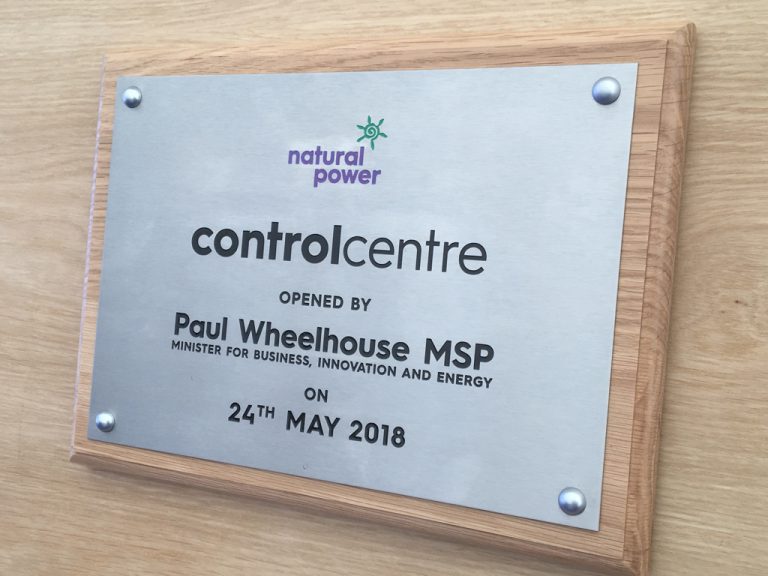 natural
power
controlcentre
OPENED BY
Paul Wheelhouse MSP
MINISTER FOR BUSINESS, INNOVATION AND ENERGY
ON
24TH MAY 2018